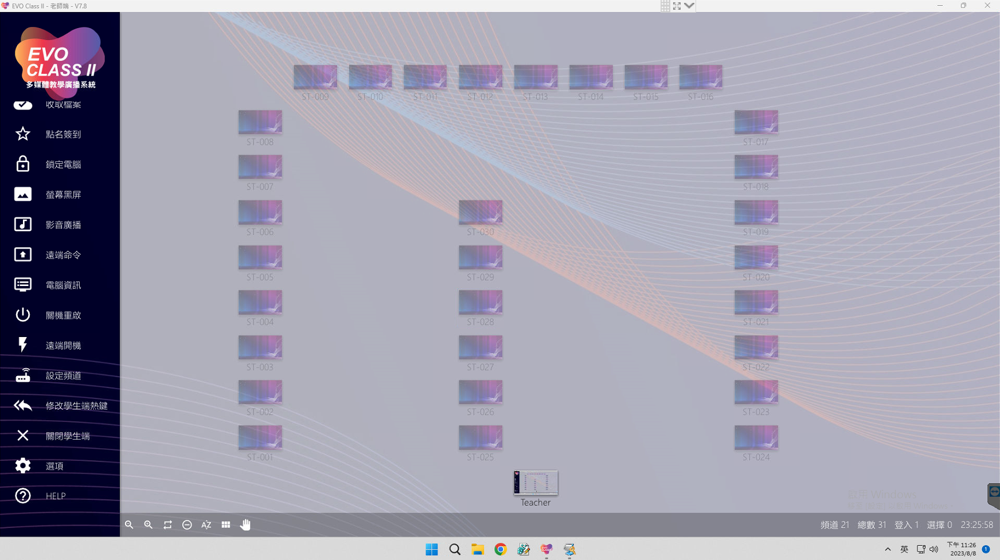 EVO Class II - 老師端 - V7.8
EVO
CLASS II
多媒體教學廣播系統
收取檔案
點名簽到
鎖定電腦
螢幕黑屏
影音廣播
遠端命令
電腦資訊
關機重啟
遠端開機
設定頻道
修改學生端熱鍵
關閉學生端
選項
HELP
ST-009 ST-010 ST-011 ST-012 ST-013 ST-014 ST-015 ST-016
ST-008 ST-017
ST-007 ST-018
ST-006 ST-030 ST-019
ST-005 ST-029 ST-020
ST-004 ST-028 ST-021
ST-003 ST-027 ST-022
ST-002 ST-026 ST-023
ST-001 ST-025 ST-024
Teacher
啟用 Windows
移至 [設定] 以啟用 Windows。
AZ
頻道 21 總數 31 登入 1 選擇 0 23:25:58
英
下午 11:26
2023/8/8
1